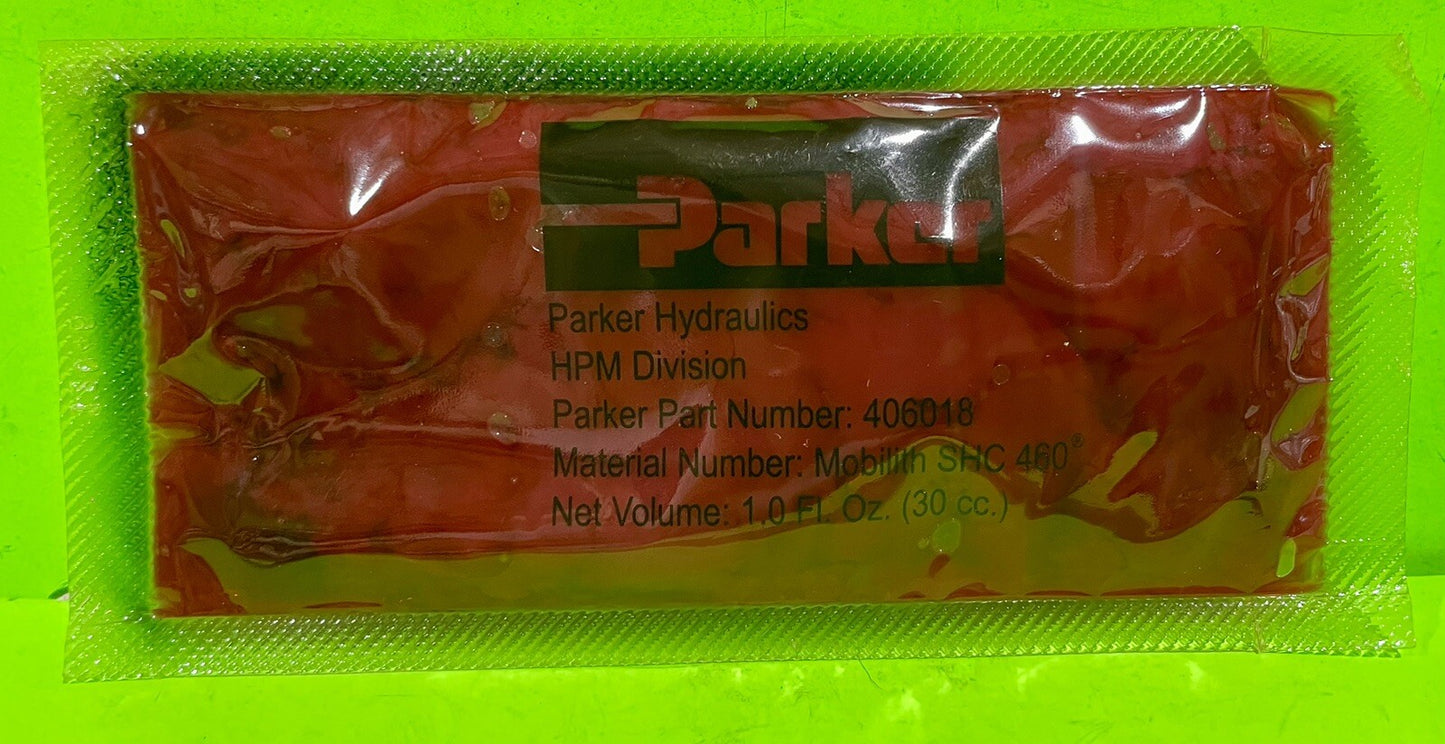 Parker
Parker Hydraulics
HPM Division
Parker Part Number: 406018
Material Number: Mobilith SHC 460®
Net Volume: 1.0 Fl. Oz. (30 cc.)